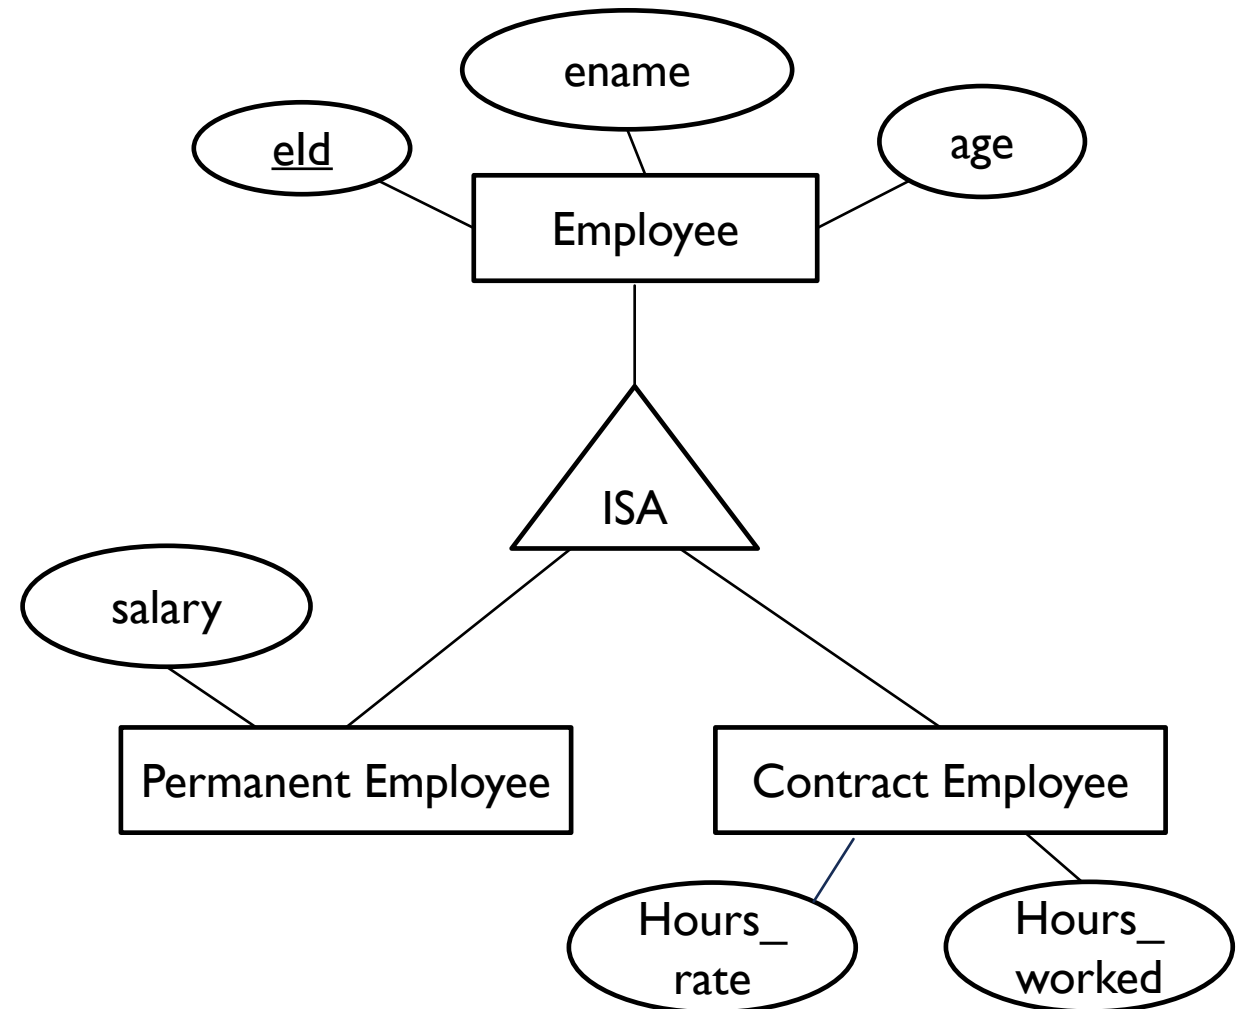 ename
eId
age
Employee
ISA
salary
Permanent Employee
Contract Employee
Hours_
rate
Hours_
worked